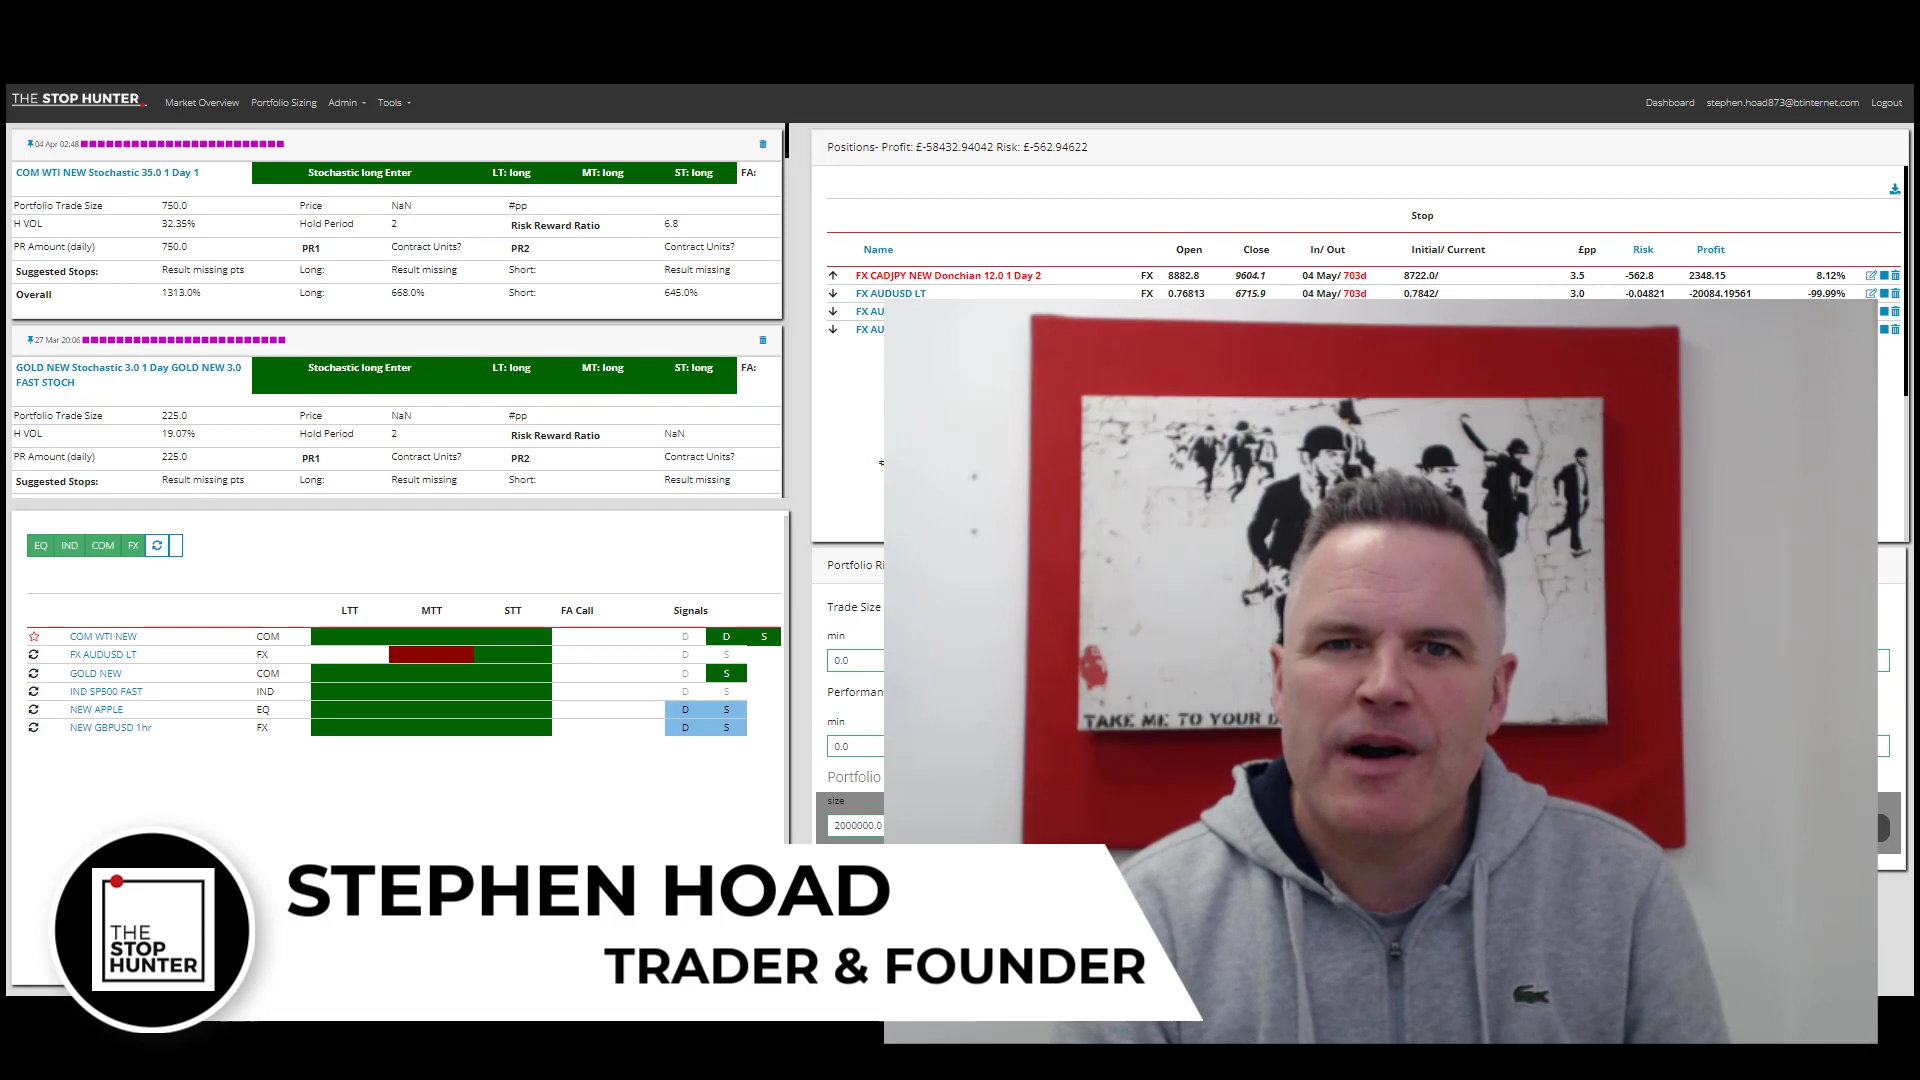 THE STOP HUNTER
Market Overview Portfolio Sizing Admin Tools
Dashboard stephen.hoad873@btinternet.com Logout
04 Apr 02:48
COM WTI NEW Stochastic 35.0 1 Day 1 Stochastic long Enter LT: long MT: long ST: long FA:
Portfolio Trade Size 750.0 Price NaN #pp
H VOL 32.35% Hold Period 2 Risk Reward Ratio 6.8
PR Amount (daily) 750.0 PR1 Contract Units? PR2 Contract Units?
Suggested Stops: Result missing pts Long: Result missing Short: Result missing
Overall 1313.0% Long: 668.0% Short: 645.0%
27 Mar 20:06
GOLD NEW Stochastic 3.0 1 Day GOLD NEW 3.0 Stochastic long Enter LT: long MT: long ST: long FA:
FAST STOCH
Portfolio Trade Size 225.0 Price NaN #pp
H VOL 19.07% Hold Period 2 Risk Reward Ratio NaN
PR Amount (daily) 225.0 PR1 Contract Units? PR2 Contract Units?
Suggested Stops: Result missing pts Long: Result missing Short: Result missing
EQ IND COM FX
LTT MTT STT FA Call Signals
COM WTI NEW COM D D S
FX AUDUSD LT FX D S
GOLD NEW COM D S
IND SP500 FAST IND D S
NEW APPLE EQ D S
NEW GBPUSD 1hr FX D S
Positions- Profit: £-58432.94042 Risk: £-562.94622
Stop
Name Open Close In/ Out Initial/ Current £pp Risk Profit
FX CADJPY NEW Donchian 12.0 1 Day 2 FX 8882.8 9604.1 04 May/ 703d 8722.0/ 3.5 -562.8 2348.15 8.12%
FX AUDUSD LT FX 0.76813 6715.9 04 May/ 703d 0.7842/ 3.0 -0.04821 -20084.19561 -99.99%
FX AU
FX AU
Portfolio Ri
Trade Size
min
0.0
Performan
min
0.0
Portfolio
size
2000000.0
TAKE ME TO YOUR
THE
STOP
HUNTER
STEPHEN HOAD
TRADER & FOUNDER